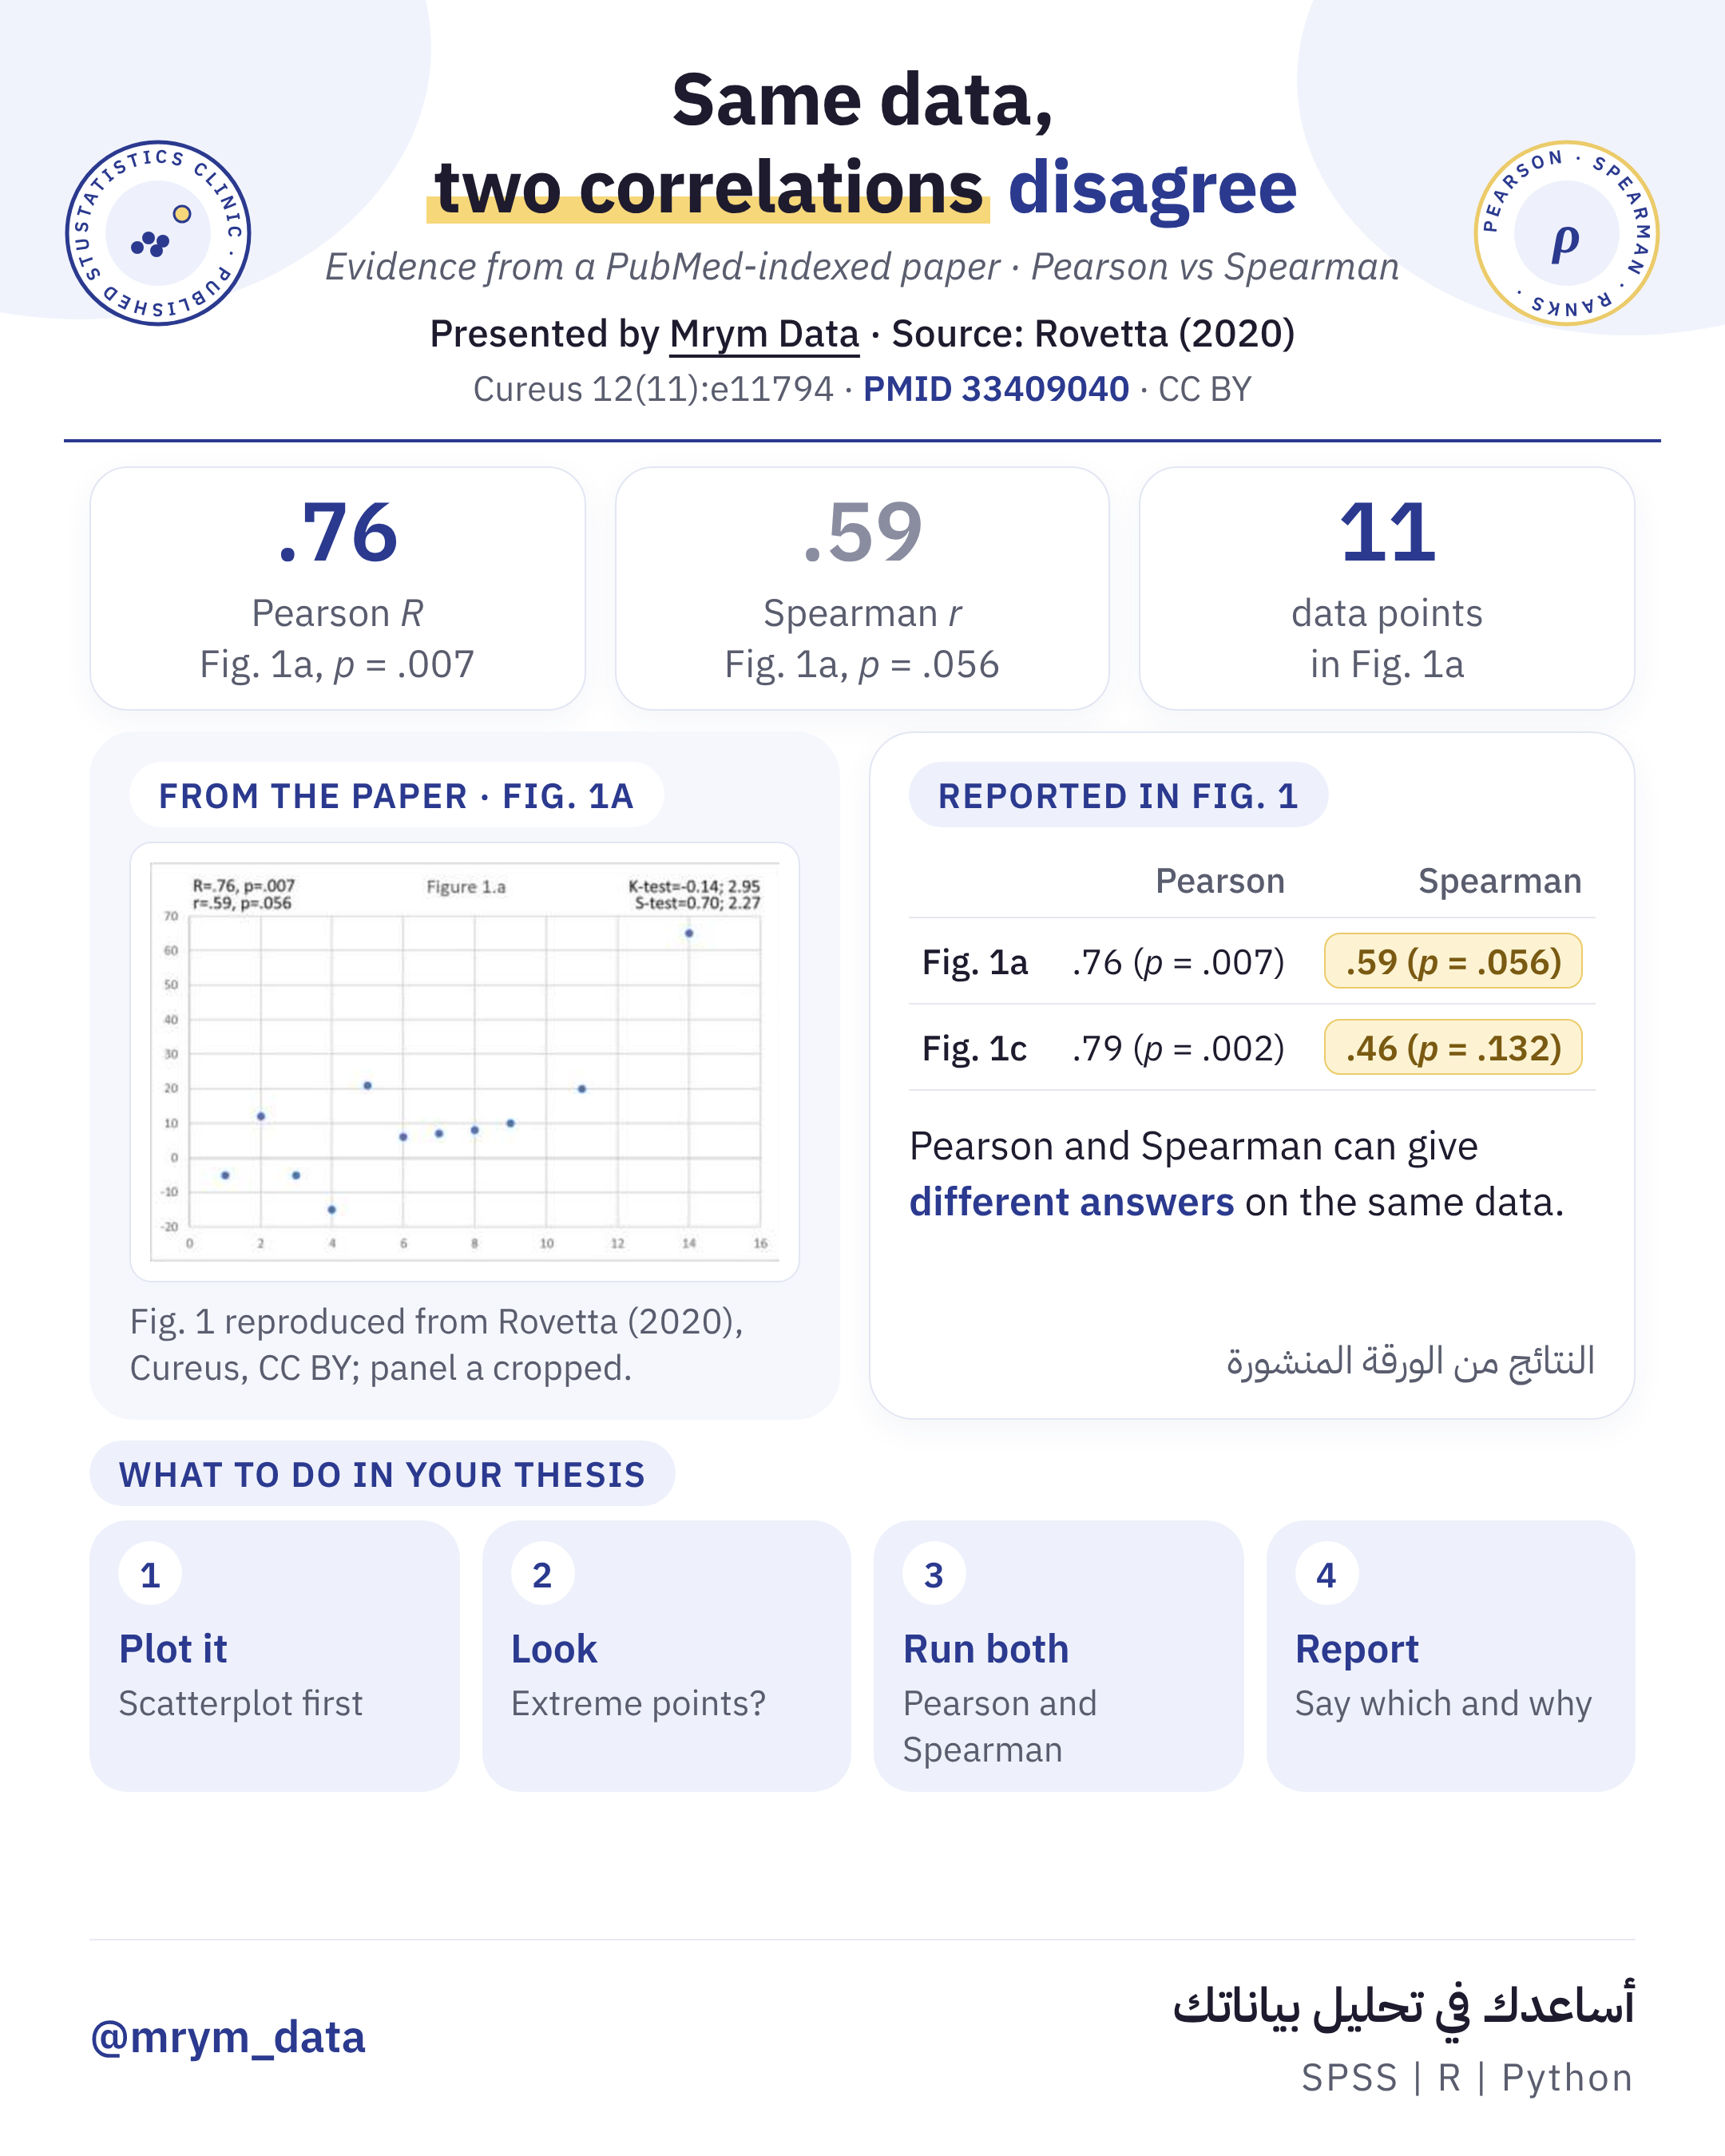 Same data,
two correlations disagree
Evidence from a PubMed-indexed paper · Pearson vs Spearman
Presented by Mrym Data · Source: Rovetta (2020)
Cureus 12(11):e11794 · PMID 33409040 · CC BY
STATISTICS CLINIC · PUBLISHED STU
PEARSON · SPEARMAN · RANKS ·
ρ
.76
Pearson R
Fig. 1a, p = .007
.59
Spearman r
Fig. 1a, p = .056
11
data points
in Fig. 1a
FROM THE PAPER · FIG. 1A
R=.76, p=.007
r=.59, p=.056
Figure 1.a
K-test=-0.14; 2.95
S-test=0.70; 2.27
70
60
50
40
30
20
10
0
-10
-20
0 2 4 6 8 10 12 14 16
Fig. 1 reproduced from Rovetta (2020),
Cureus, CC BY; panel a cropped.
REPORTED IN FIG. 1
Pearson Spearman
Fig. 1a .76 (p = .007) .59 (p = .056)
Fig. 1c .79 (p = .002) .46 (p = .132)
Pearson and Spearman can give
different answers on the same data.
النتائج من الورقة المنشورة
WHAT TO DO IN YOUR THESIS
1
Plot it
Scatterplot first
2
Look
Extreme points?
3
Run both
Pearson and
Spearman
4
Report
Say which and why
@mrym_data
أساعدك في تحليل بياناتك
SPSS | R | Python